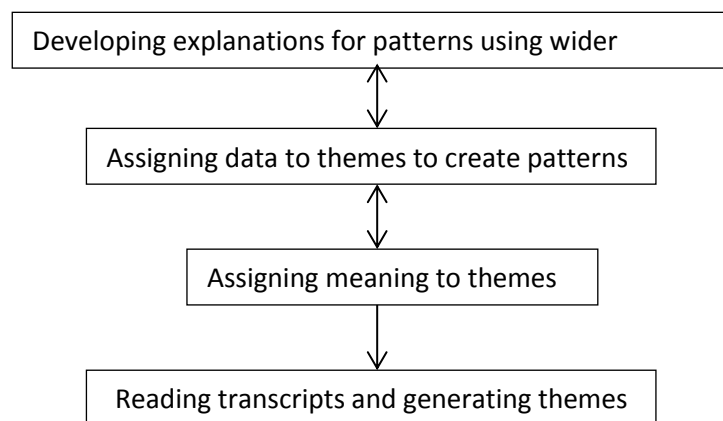 Developing explanations for patterns using wider
Assigning data to themes to create patterns
Assigning meaning to themes
Reading transcripts and generating themes